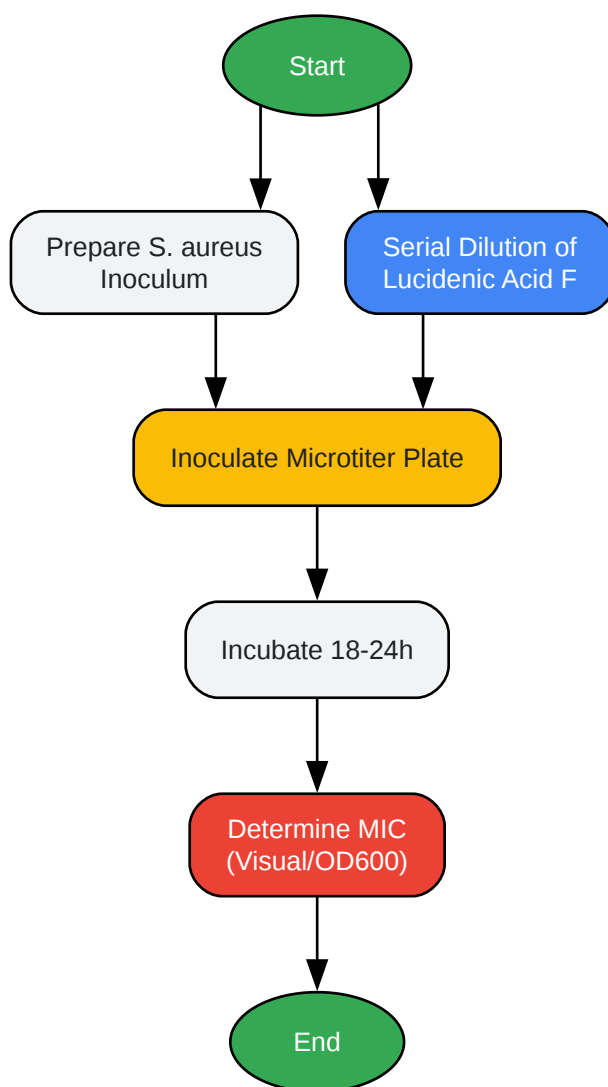 Start
Prepare S. aureus
Inoculum
Serial Dilution of
Lucidenic Acid F
Inoculate Microtiter Plate
Incubate 18-24h
Determine MIC
(Visual/OD600)
End